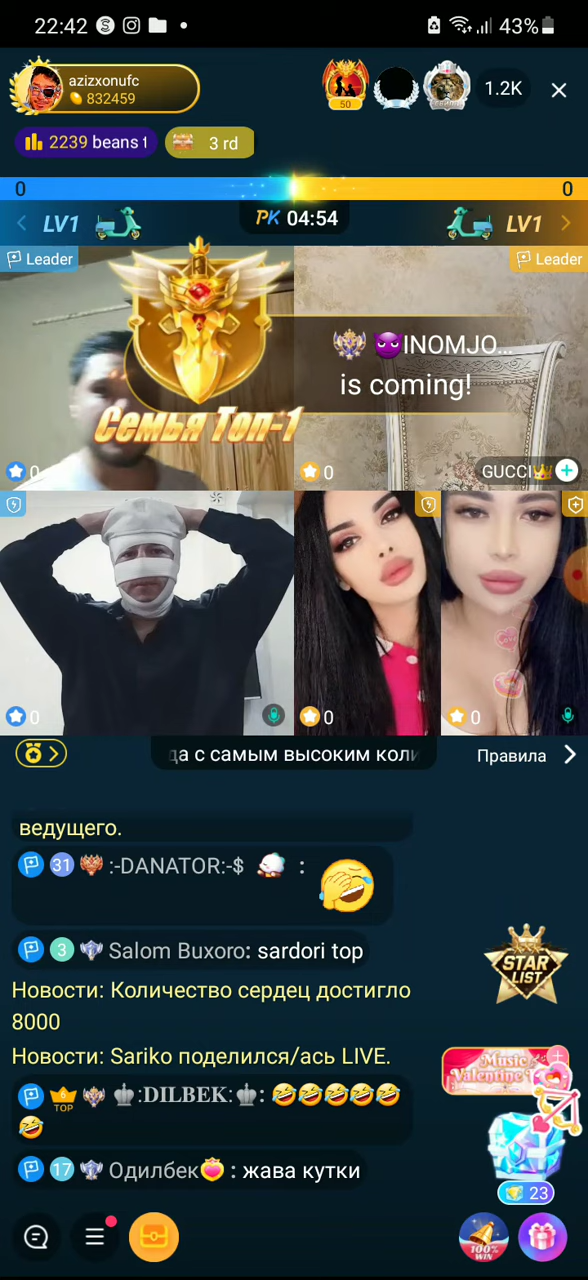 22:42
43%
azizxonufc
832459
50
1.2K
2239 beans t
3 rd
0
0
LV1
PK 04:54
LV1
Leader
Leader
INOMJO...
is coming!
Семья Топ-1
0
0
GUCCI
0
0
0
да с самым высоким коли
Правила
ведущего.
31 :-DANATOR:-$ :
3 Salom Buxoro: sardori top
STAR LIST
Новости: Количество сердец достигло
8000
Новости: Sariko поделился/ась LIVE.
Music
Valentine
6 TOP :DILBEK: :
17 Одилбек : жава кутки
23
100% WIN